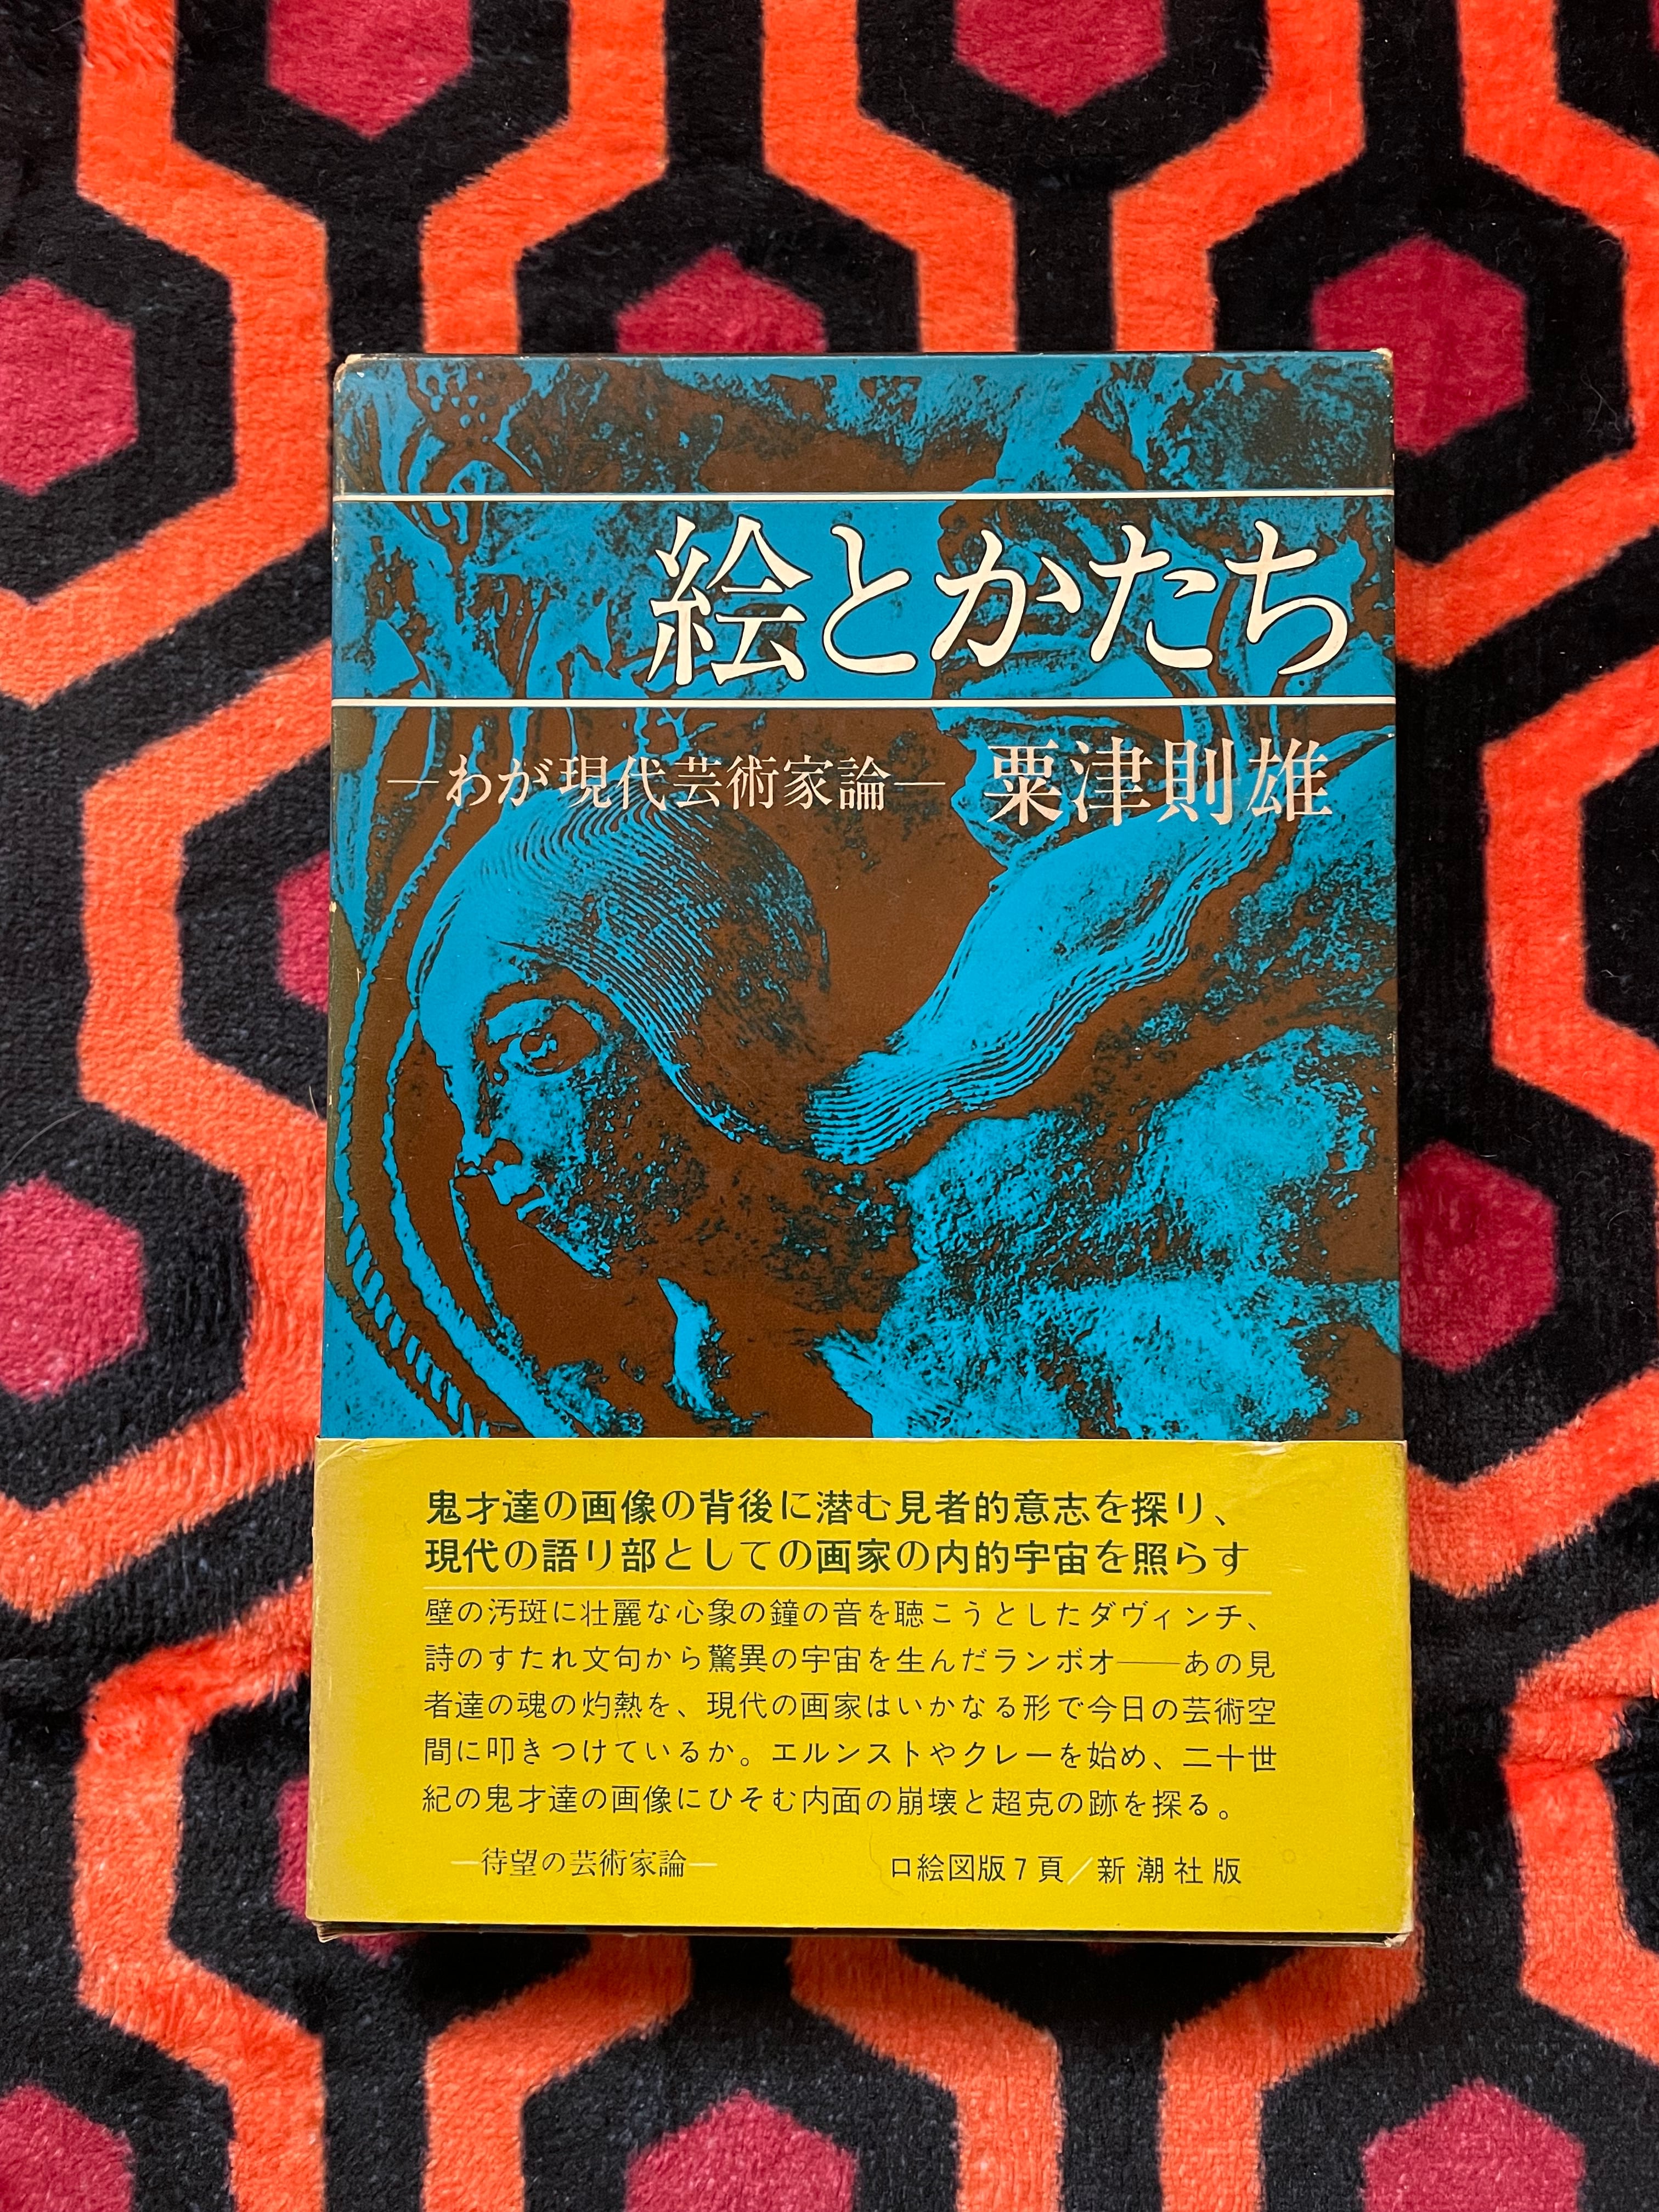 絵とかたち
―わが現代芸術家論― 粟津則雄
鬼才達の画像の背後に潜む見者的意志を探り、
現代の語り部としての画家の内的宇宙を照らす
壁の汚斑に壮麗な心象の鐘の音を聴こうとしたダヴィンチ、
詩のすたれ文句から驚異の宇宙を生んだランボオ――あの見
者達の魂の灼熱を、現代の画家はいかなる形で今日の芸術空
間に叩きつけているか。エルンストやクレーを始め、二十世
紀の鬼才達の画像にひそむ内面の崩壊と超克の跡を探る。
―待望の芸術家論― 口絵図版7頁/新潮社版